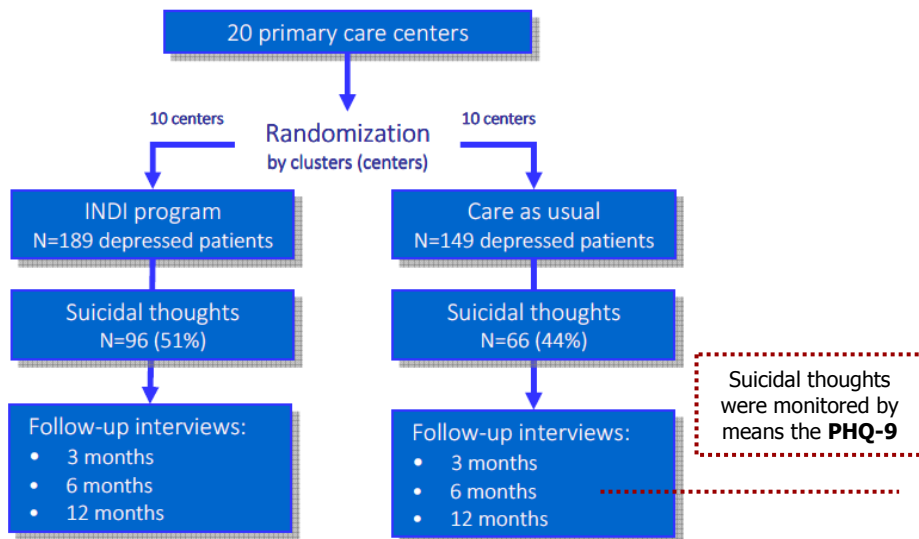 20 primary care centers
10 centers
10 centers
Randomization
by clusters (centers)
INDI program
N=189 depressed patients
Care as usual
N=149 depressed patients
Suicidal thoughts
N=96 (51%)
Suicidal thoughts
N=66 (44%)
Suicidal thoughts
were monitored by
means the PHQ-9
Follow-up interviews:
• 3 months
• 6 months
• 12 months
Follow-up interviews:
• 3 months
• 6 months
• 12 months